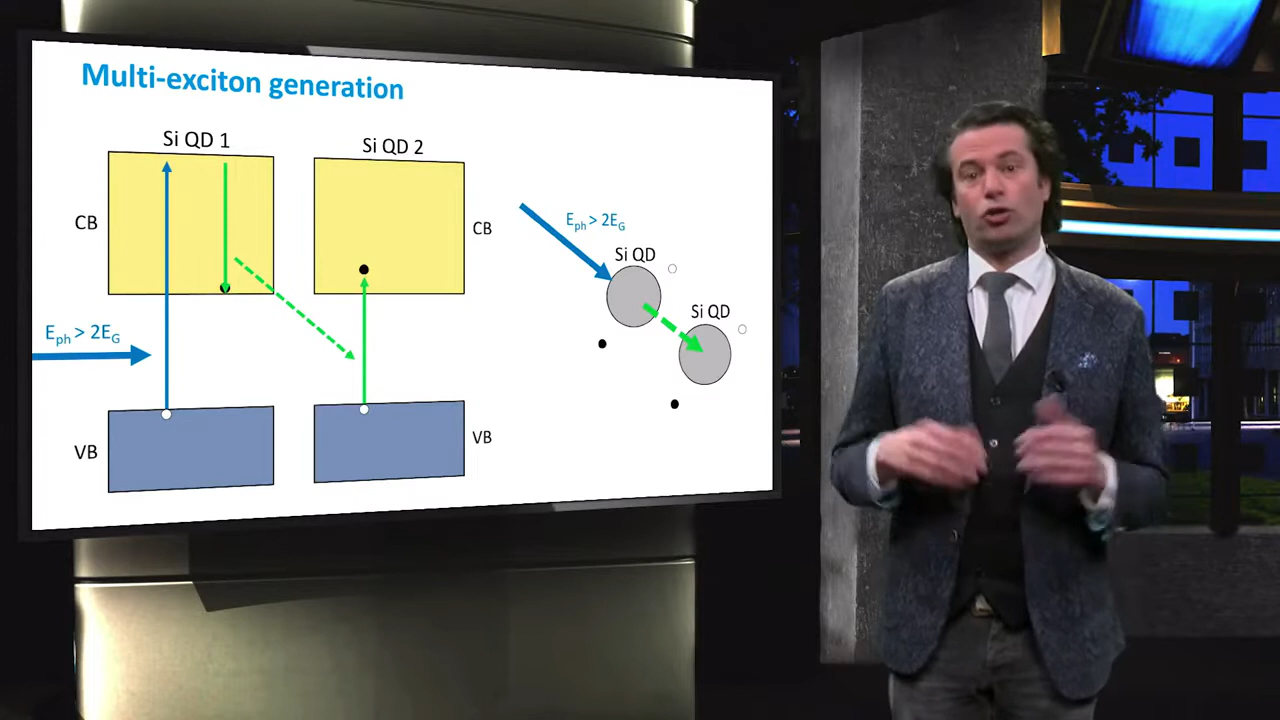 Multi-exciton generation
Si QD 1
Si QD 2
CB
CB
Eph > 2EG
Eph > 2EG
Si QD
Si QD
VB
VB